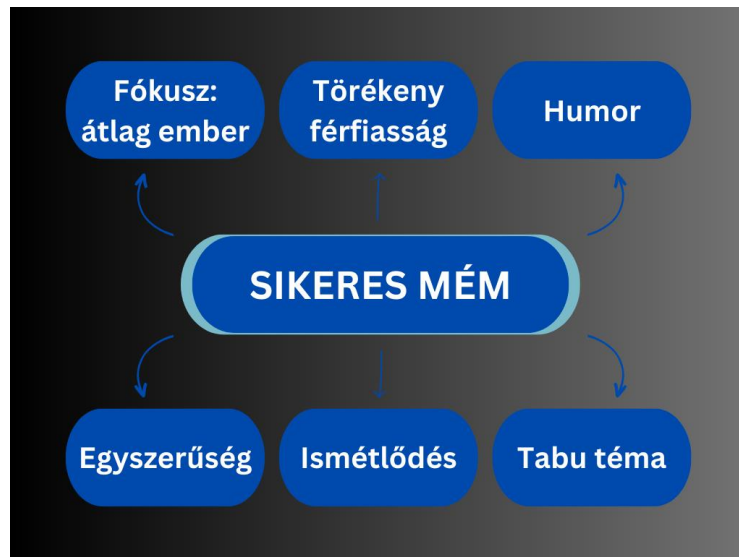 Fókusz:
átlag ember
Törékeny
férfiasság
Humor
SIKERES MÉM
Egyszerűség
Ismétlődés
Tabu téma